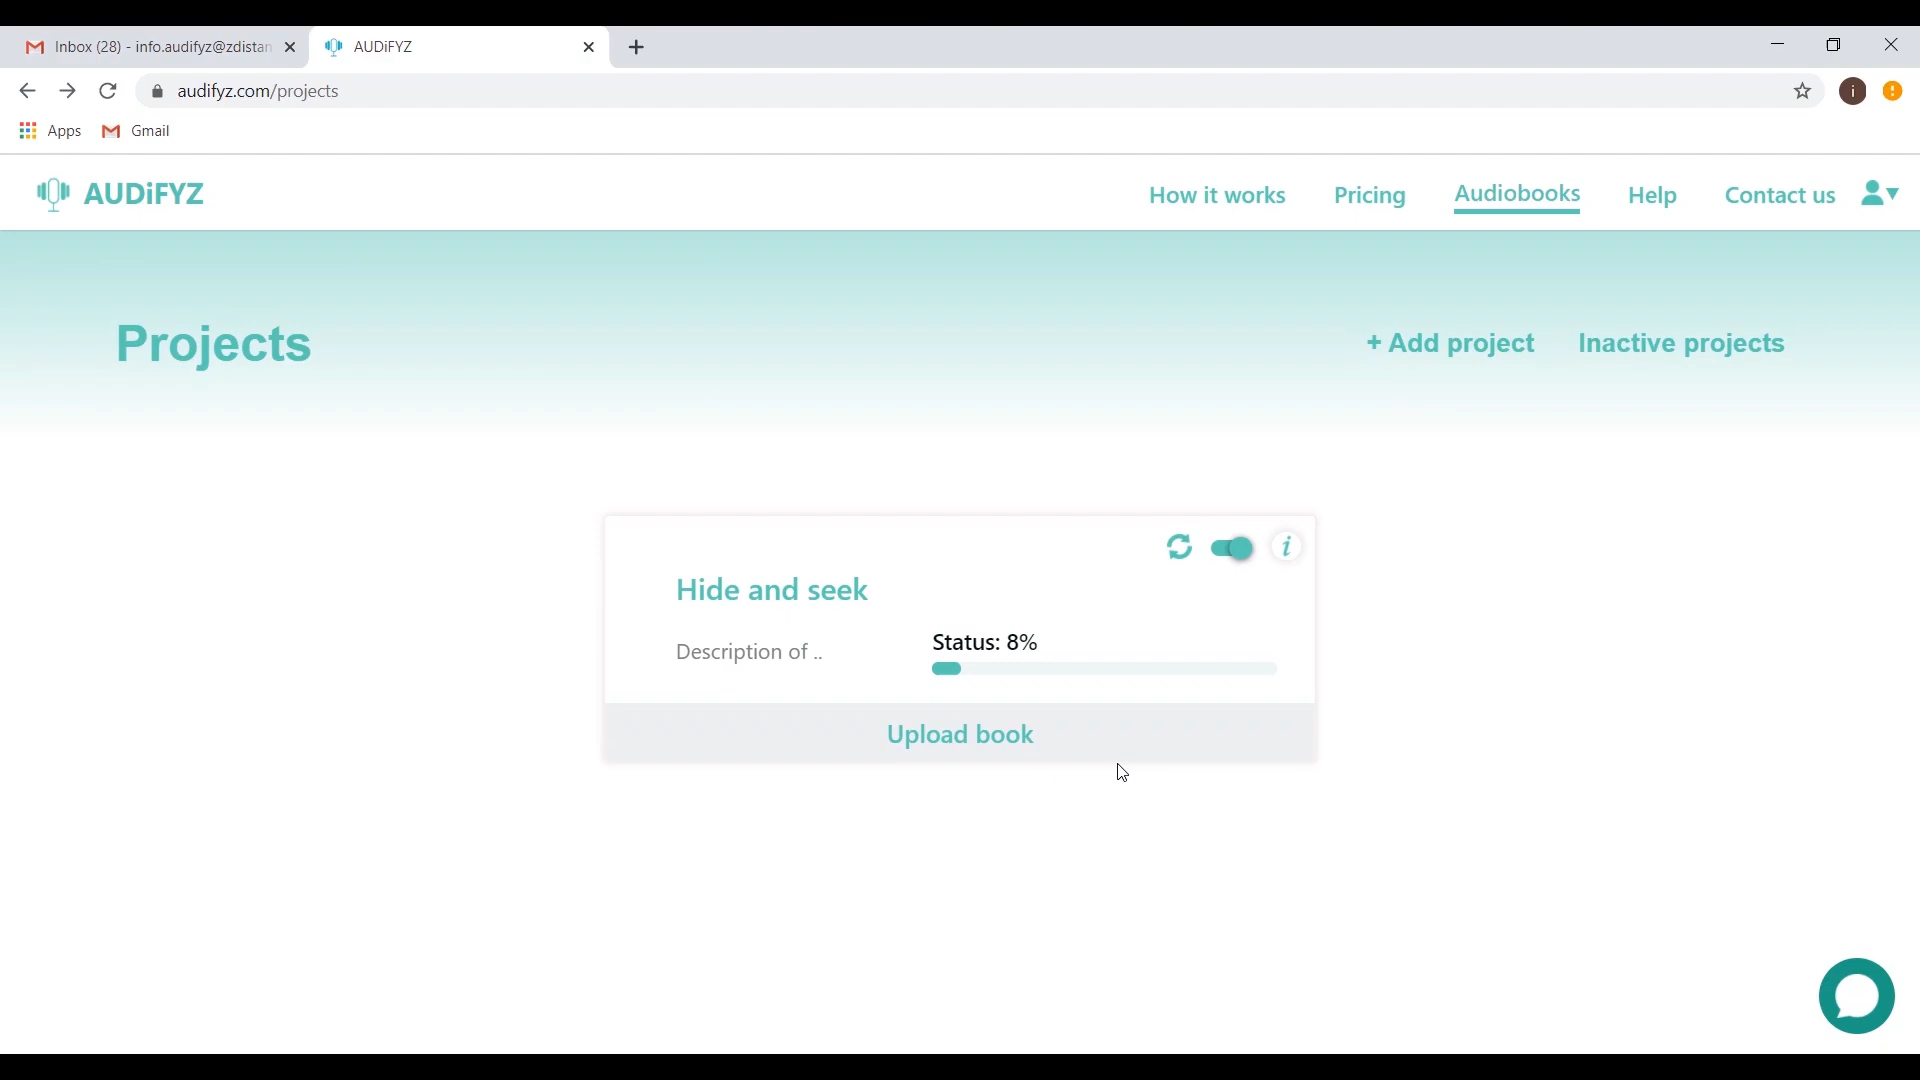 Inbox (28) - info.audifyz@zdistan
AUDiFYZ
audifyz.com/projects
i
Apps
Gmail
AUDiFYZ
How it works
Pricing
Audiobooks
Help
Contact us
Projects
+ Add project
Inactive projects
i
Hide and seek
Description of ..
Status: 8%
Upload book